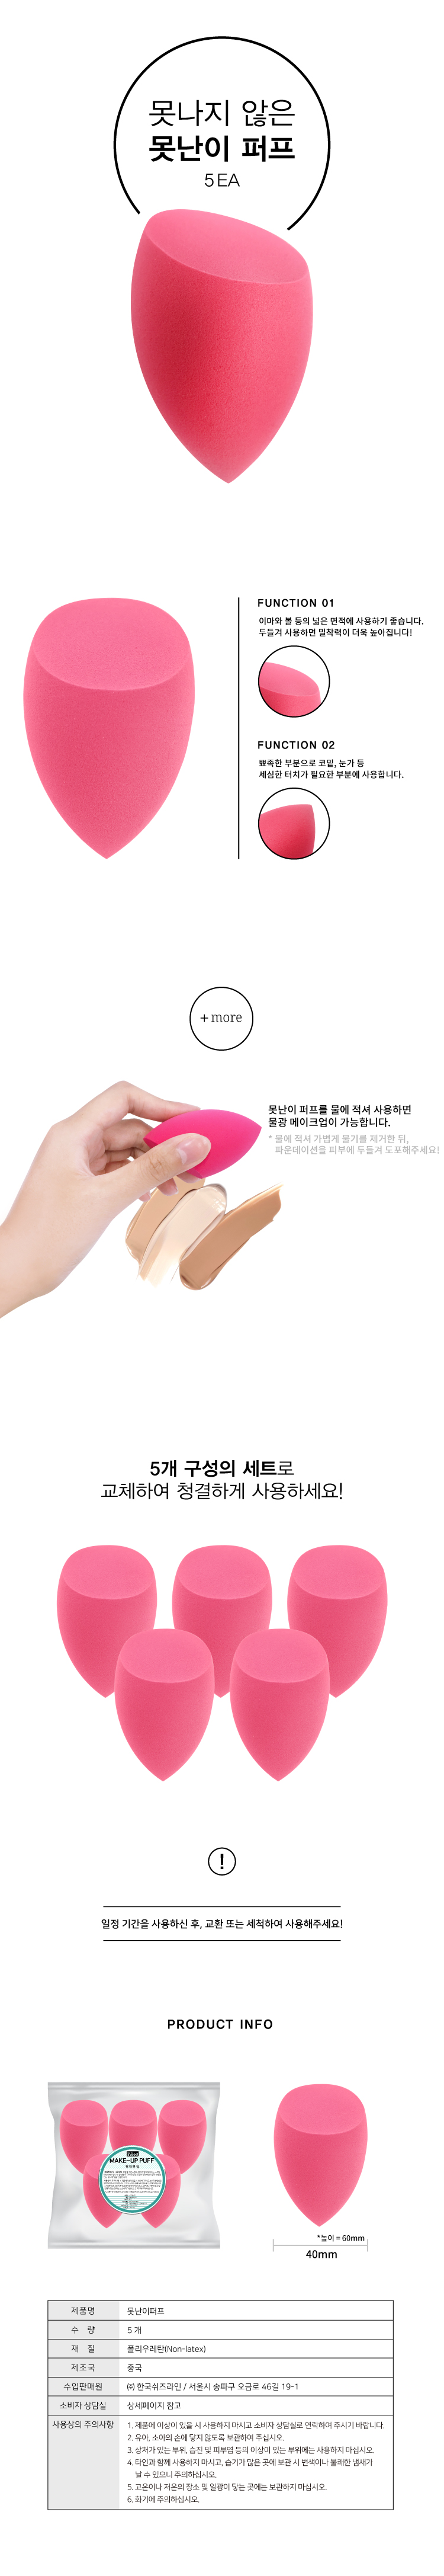 못나지 않은
못난이 퍼프
5EA
FUNCTION 01
이마와 볼 등의 넓은 면적에 사용하기 좋습니다.
두들겨 사용하면 밀착력이 더욱 높아집니다!
FUNCTION 02
뾰족한 부분으로 코밑, 눈가 등
세심한 터치가 필요한 부분에 사용합니다.
+more
못난이 퍼프를 물에 적셔 사용하면
물광 메이크업이 가능합니다.
* 물에 적셔 가볍게 물기를 제거한 뒤,
파운데이션을 피부에 두들겨 도포해주세요!
5개 구성의 세트로
교체하여 청결하게 사용하세요!
!
일정 기간을 사용하신 후, 교환 또는 세척하여 사용해주세요!
PRODUCT INFO
MAKE-UP PUFF
*높이 = 60mm
40mm
제품명 못난이퍼프
수 량 5 개
재 질 폴리우레탄(Non-latex)
제조국 중국
수입판매원 ㈜ 한국쉬즈라인 / 서울시 송파구 오금로 46길 19-1
소비자 상담실 상세페이지 참고
사용상의 주의사항 1. 제품에 이상이 있을 시 사용하지 마시고 소비자 상담실로 연락하여 주시기 바랍니다.
2. 유아, 소아의 손에 닿지 않도록 보관하여 주십시오.
3. 상처가 있는 부위, 습진 및 피부염 등의 이상이 있는 부위에는 사용하지 마십시오.
4. 타인과 함께 사용하지 마시고, 습기가 많은 곳에 보관 시 변색이나 불쾌한 냄새가
날 수 있으니 주의하십시오.
5. 고온이나 저온의 장소 및 일광이 닿는 곳에는 보관하지 마십시오.
6. 화기에 주의하십시오.